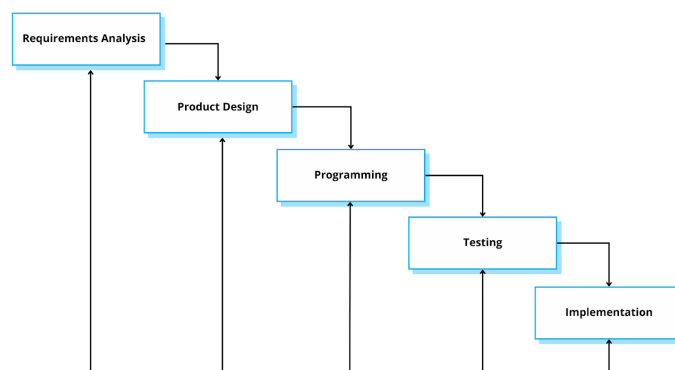 Requirements Analysis
Product Design
Programming
Testing
Implementation